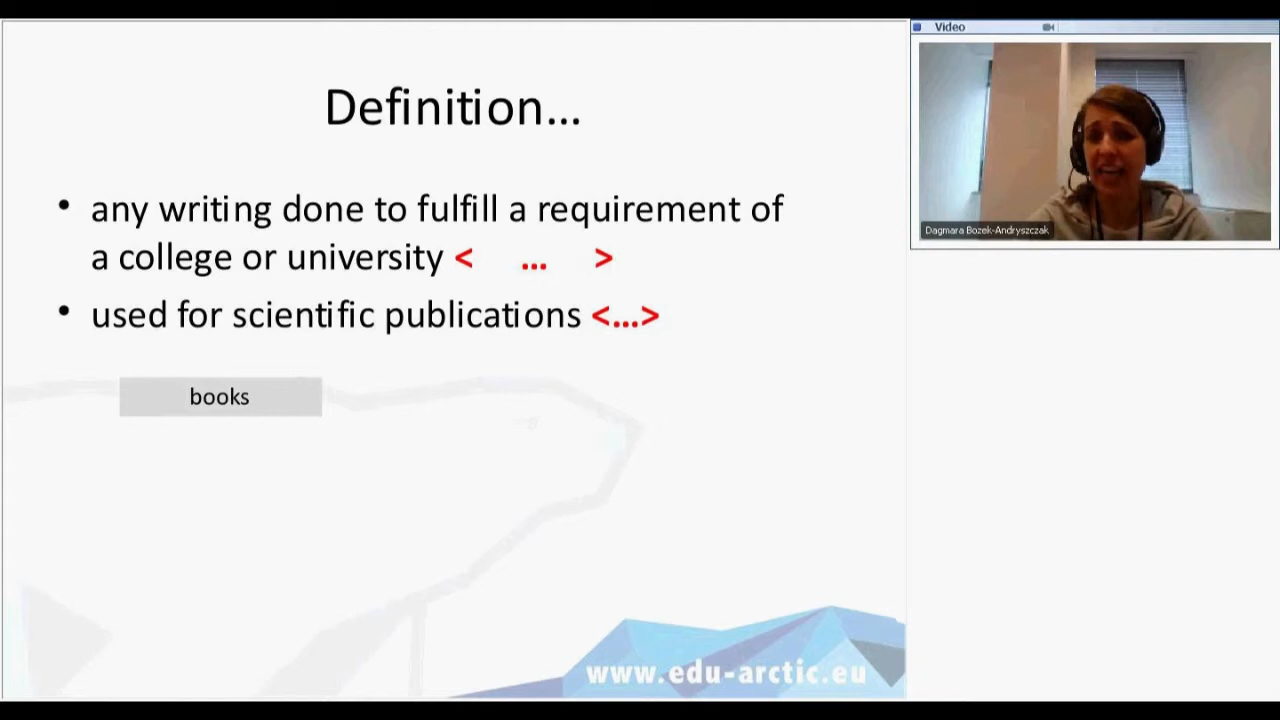 Definition...
• any writing done to fulfill a requirement of
a college or university < ... >
• used for scientific publications <...>
books
www.edu-arctic.eu
Video
Dagmara Bozek-Andryszczak